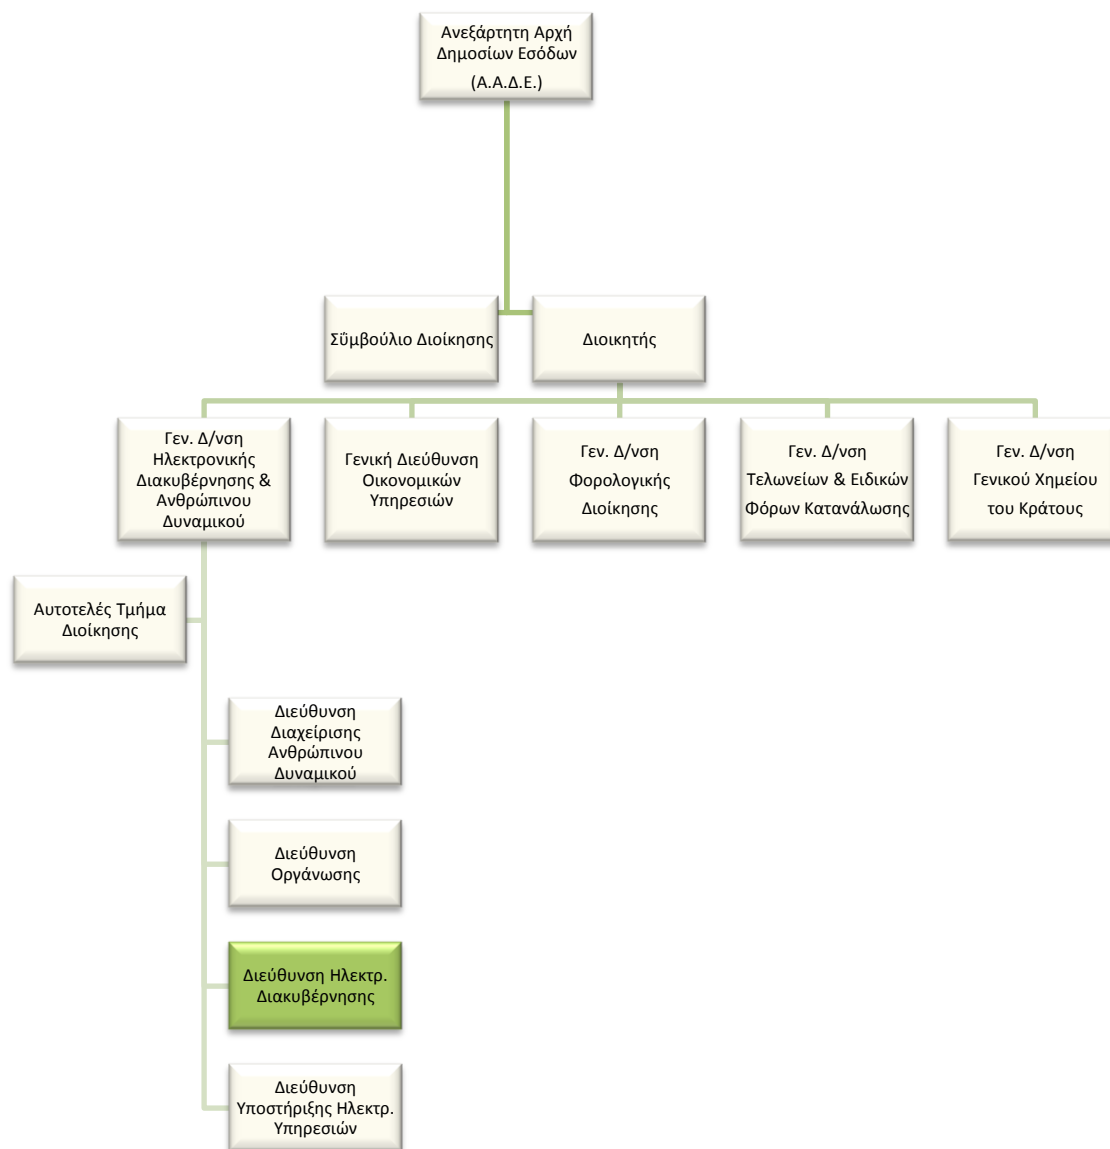 Ανεξάρτητη Αρχή
Δημοσίων Εσόδων
(Α.Α.Δ.Ε.)
Σΰμβούλιο Διοίκησης
Διοικητής
Γεν. Δ/νση
Ηλεκτρονικής
Διακυβέρνησης &
Ανθρώπινου
Δυναμικού
Γενική Διεύθυνση
Οικονομικών
Υπηρεσιών
Γεν. Δ/νση
Φορολογικής
Διοίκησης
Γεν. Δ/νση
Τελωνείων & Ειδικών
Φόρων Κατανάλωσης
Γεν. Δ/νση
Γενικού Χημείου
του Κράτους
Αυτοτελές Τμήμα
Διοίκησης
Διεύθυνση
Διαχείρισης
Ανθρώπινου
Δυναμικού
Διεύθυνση
Οργάνωσης
Διεύθυνση Ηλεκτρ.
Διακυβέρνησης
Διεύθυνση
Υποστήριξης Ηλεκτρ.
Υπηρεσιών